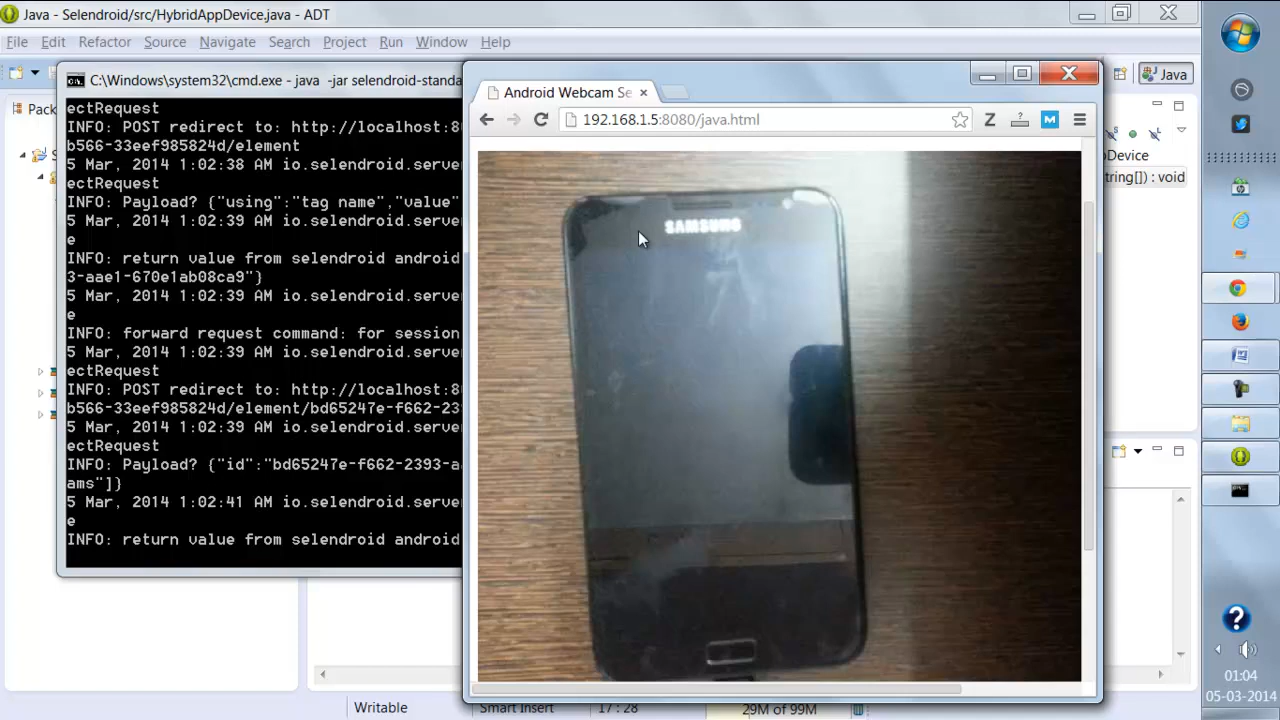 Java - Selendroid/src/HybridAppDevice.java - ADT
File Edit Refactor Source Navigate Search Project Run Window Help
C:\Windows\system32\cmd.exe - java -jar selendroid-standa
Android Webcam Se
192.168.1.5:8080/java.html
Java
Pack
pDevice
tring[]) : void
ectRequest
INFO: POST redirect to: http://localhost:8
b566-33eef985824d/element
5 Mar, 2014 1:02:38 AM io.selendroid.serve
ectRequest
INFO: Payload? {"using":"tag name","value"
5 Mar, 2014 1:02:39 AM io.selendroid.serve
e
INFO: return value from selendroid android
3-aae1-670e1ab08ca9"}
5 Mar, 2014 1:02:39 AM io.selendroid.serve
e
INFO: forward request command: for session
5 Mar, 2014 1:02:39 AM io.selendroid.serve
ectRequest
INFO: POST redirect to: http://localhost:8
b566-33eef985824d/element/bd65247e-f662-23
5 Mar, 2014 1:02:39 AM io.selendroid.serve
ectRequest
INFO: Payload? {"id":"bd65247e-f662-2393-a
ams"]}
5 Mar, 2014 1:02:41 AM io.selendroid.serve
e
INFO: return value from selendroid android
SAMSUNG
Writable Smart Insert 17 : 28 29M of 99M
01:04
05-03-2014